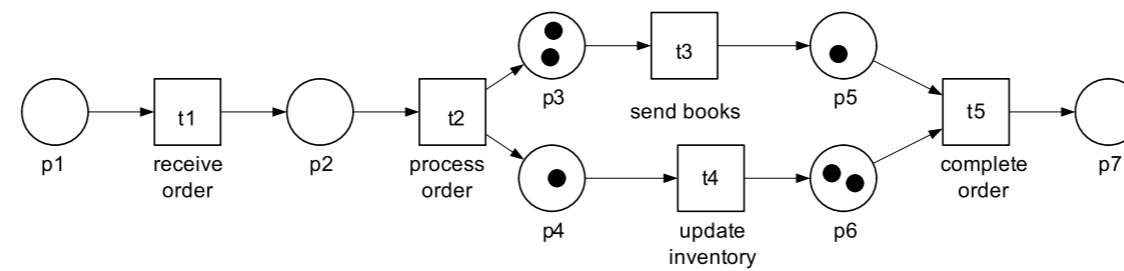 t3
p3
p5
send books
t1
t2
t5
p1
receive
order
p2
process
order
complete
order
p7
t4
p4
update
inventory
p6